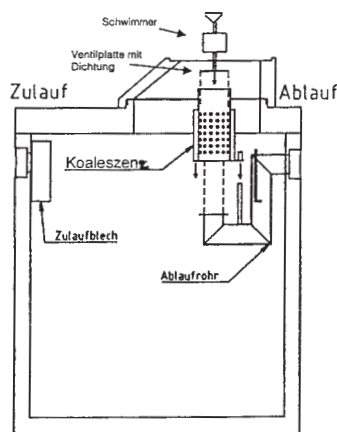 Schwimmer
Ventilplatte mit
Dichtung
Zulauf
Ablauf
Koaleszenz
Zulaufblech
Ablaufrohr